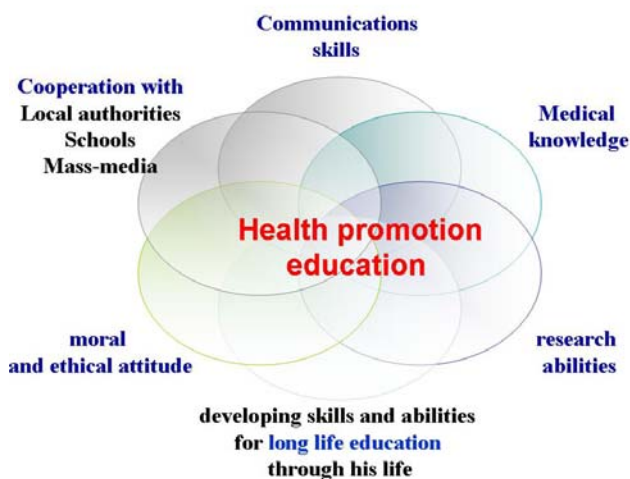 Communications
skills
Cooperation with
Local authorities
Schools
Mass-media
Medical
knowledge
Health promotion
education
moral
and ethical attitude
research
abilities
developing skills and abilities
for long life education
through his life